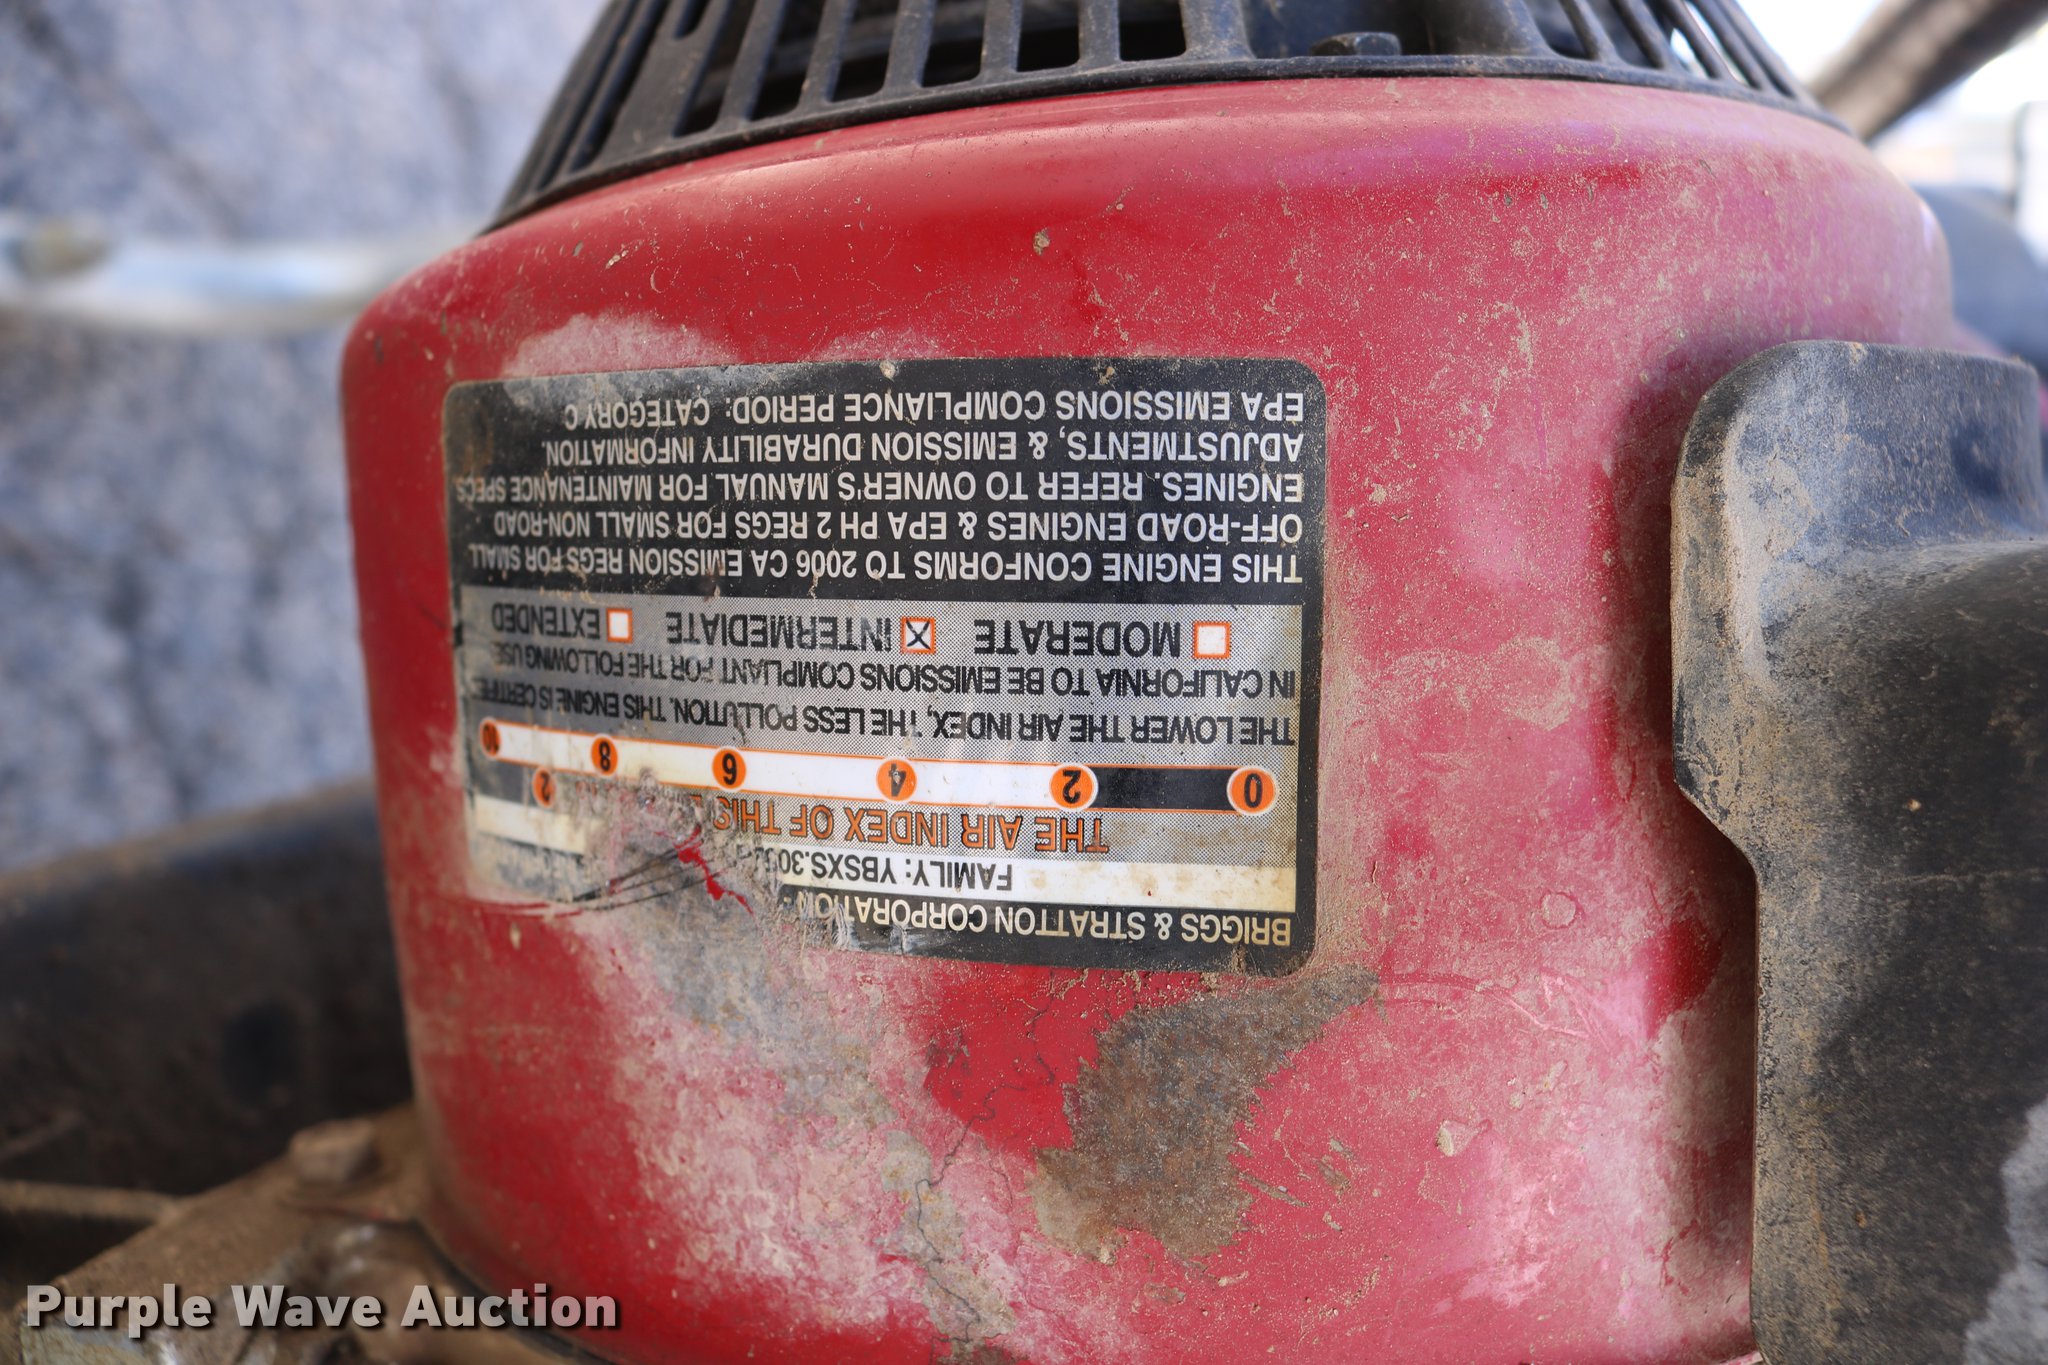 BRIGGS & STRATTON CORPORATION
FAMILY: YBSXS.30
THE AIR INDEX OF THIS
2
0 2 4 6 8 10
THE LOWER THE AIR INDEX, THE LESS POLLUTION. THIS ENGINE IS CERTIFIE
IN CALIFORNIA TO BE EMISSIONS COMPLIANT FOR THE FOLLOWING USE
MODERATE INTERMEDIATE EXTENDED
THIS ENGINE CONFORMS TO 2006 CA EMISSION REGS FOR SMALL
OFF-ROAD ENGINES & EPA PH 2 REGS FOR SMALL NON-ROAD
ENGINES. REFER TO OWNER'S MANUAL FOR MAINTENANCE SPECS.
ADJUSTMENTS, & EMISSION DURABILITY INFORMATION.
EPA EMISSIONS COMPLIANCE PERIOD: CATEGORY C
Purple Wave Auction